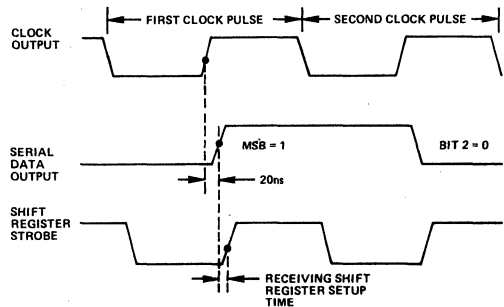 FIRST CLOCK PULSE
SECOND CLOCK PULSE
CLOCK
OUTPUT
SERIAL
DATA
OUTPUT
MSB = 1
BIT 2 = 0
20ns
SHIFT
REGISTER
STROBE
RECEIVING SHIFT
REGISTER SETUP
TIME